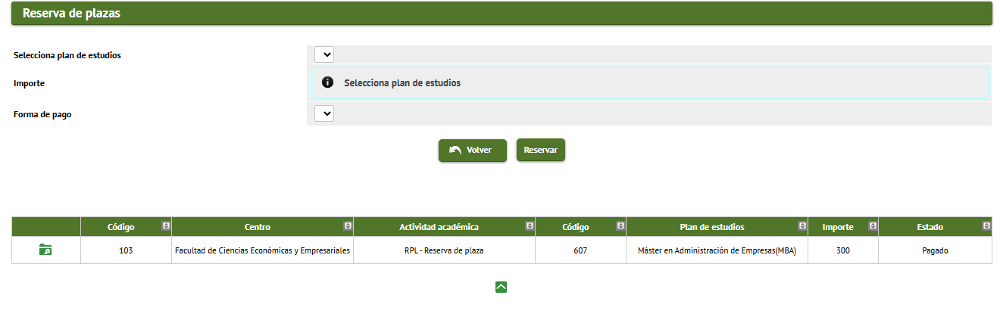 Reserva de plazas
Selecciona plan de estudios
Importe
Selecciona plan de estudios
Forma de pago
Volver
Reservar
Código Centro Actividad académica Código Plan de estudios Importe Estado
103 Facultad de Ciencias Económicas y Empresariales RPL - Reserva de plaza 607 Máster en Administración de Empresas(MBA) 300 Pagado